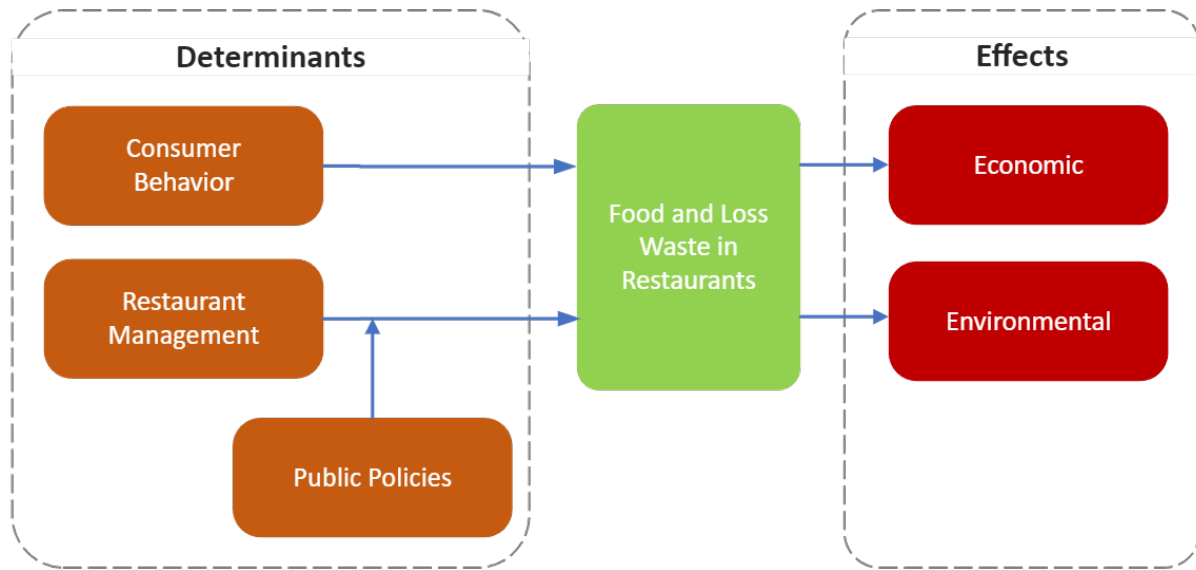 Determinants
Effects
Consumer
Behavior
Restaurant
Management
Public Policies
Food and Loss
Waste in
Restaurants
Economic
Environmental